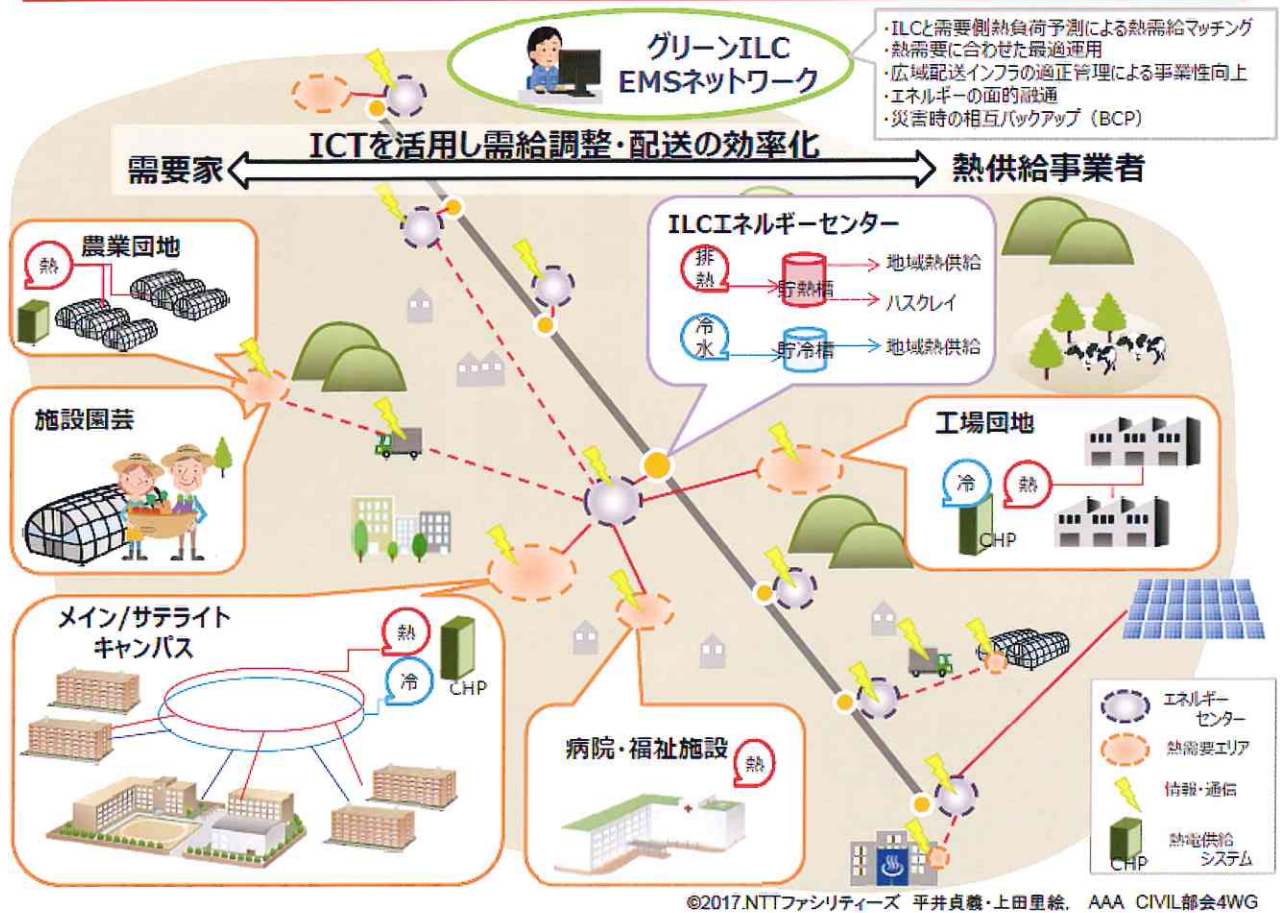 グリーンILC
EMSネットワーク
・ILCと需要側熱負荷予測による熱需給マッチング
・熱需要に合わせた最適運用
・広域配送インフラの適正管理による事業性向上
・エネルギーの面的融通
・災害時の相互バックアップ（BCP）
ICTを活用し需給調整・配送の効率化
需要家
熱供給事業者
農業団地
熱
ILCエネルギーセンター
排熱
貯熱槽
地域熱供給
ハスクレイ
冷水
貯冷槽
地域熱供給
施設園芸
工場団地
冷
熱
CHP
メイン/サテライト
キャンパス
熱
冷
CHP
病院・福祉施設
熱
エネルギー
センター
熱需要エリア
情報・通信
熱電供給
システム
CHP
©2017.NTTファシリティーズ 平井貞義・上田里絵, AAA CIVIL部会4WG